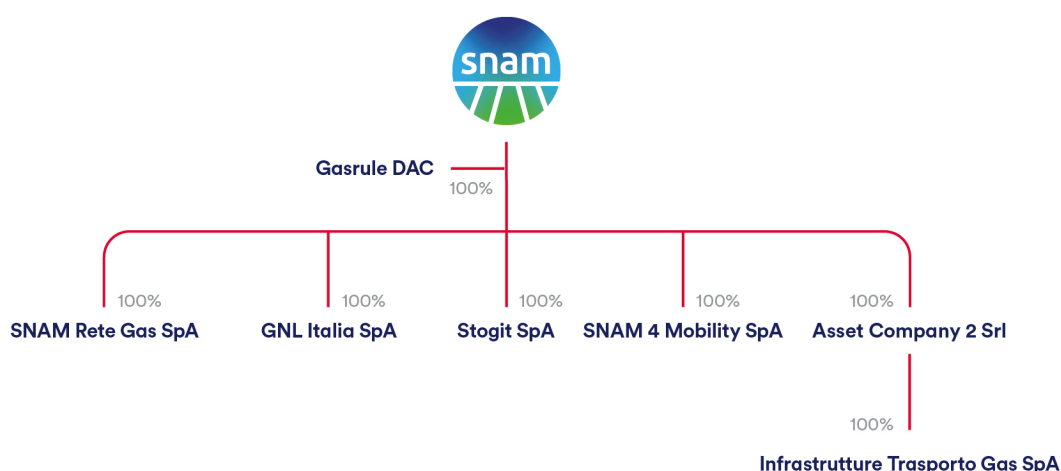 snam
Gasrule DAC
100%
100%
100%
100%
100%
100%
SNAM Rete Gas SpA
GNL Italia SpA
Stogit SpA
SNAM 4 Mobility SpA
Asset Company 2 Srl
100%
Infrastrutture Trasporto Gas SpA